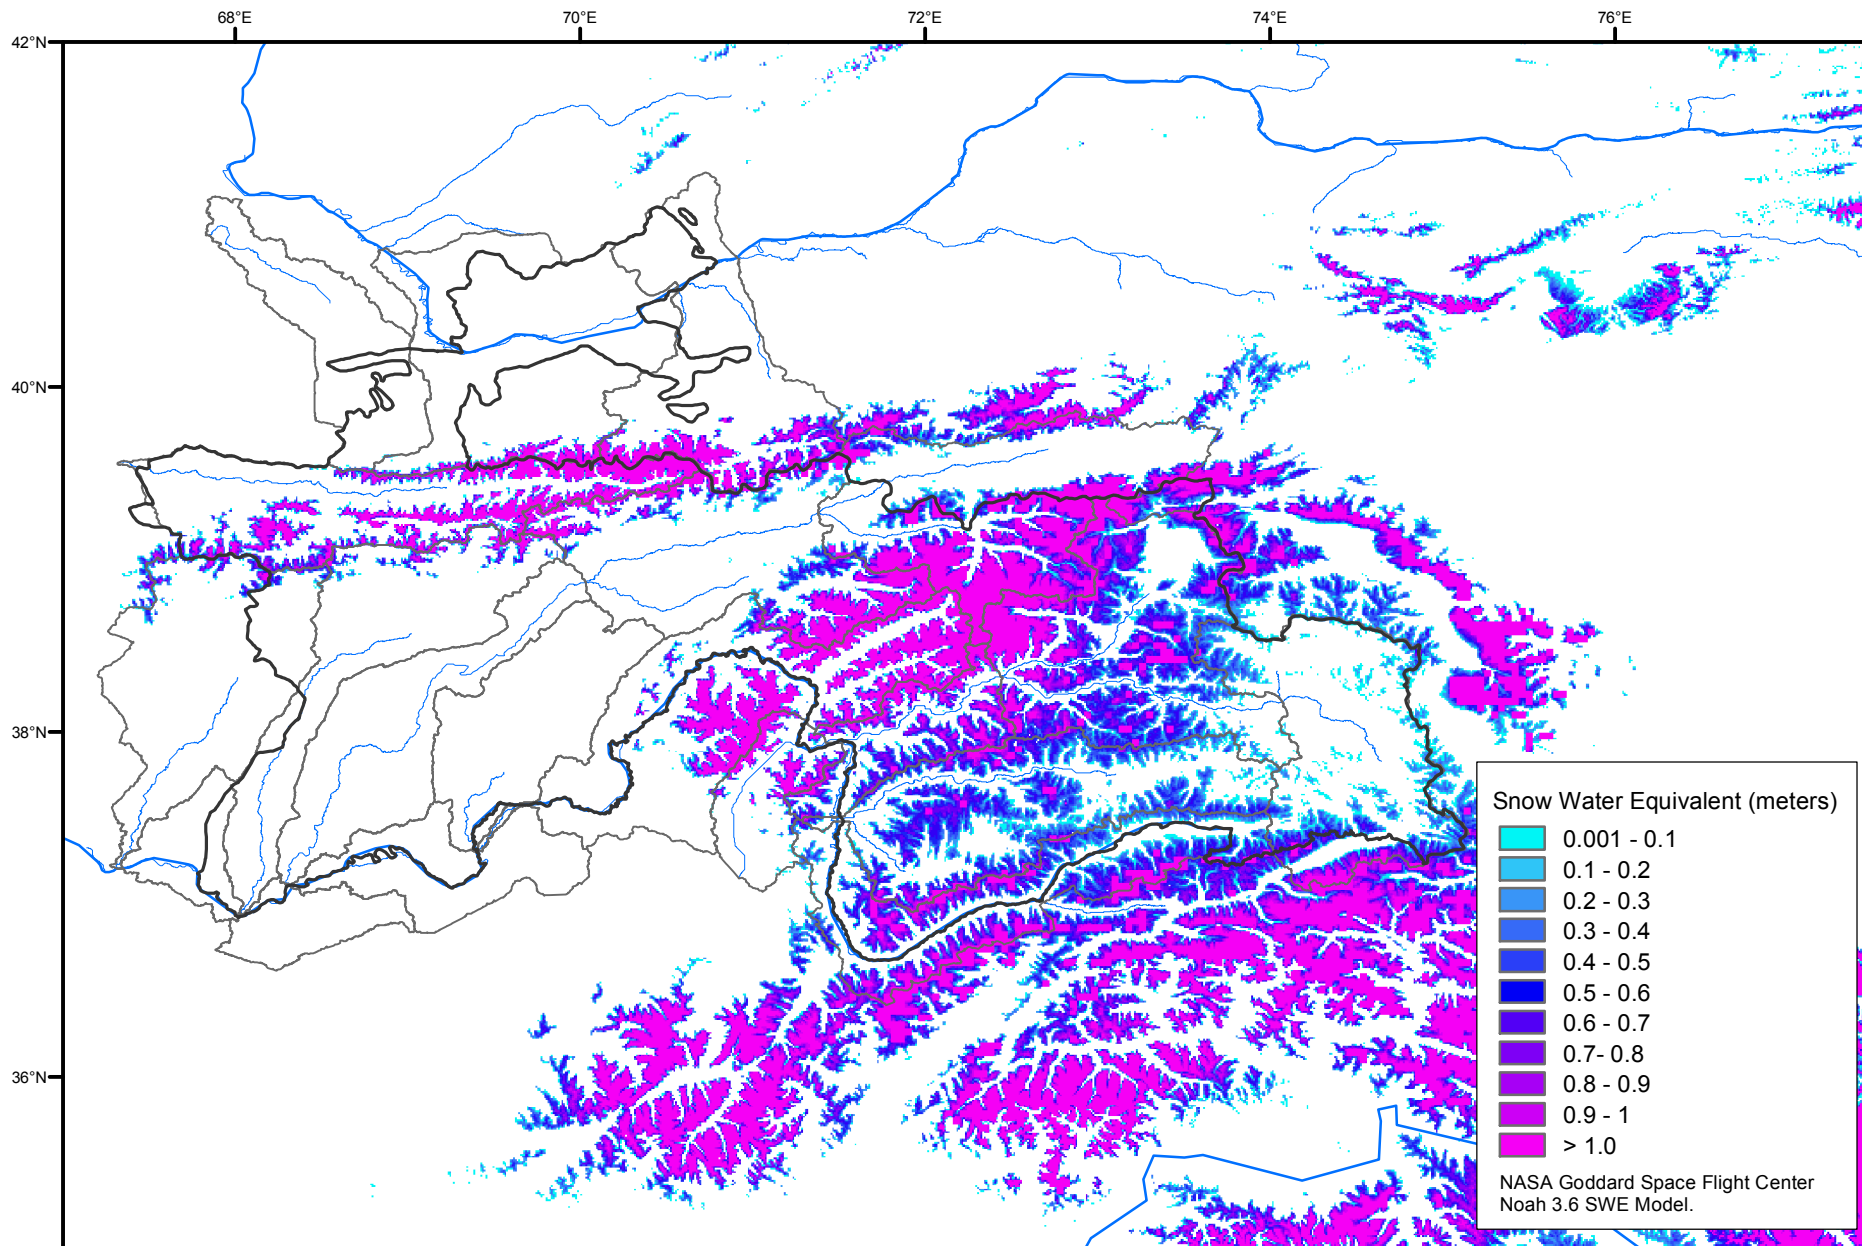 68°E 70°E 72°E 74°E 76°E
42°N
40°N
38°N
36°N
Snow Water Equivalent (meters)
0.001 - 0.1
0.1 - 0.2
0.2 - 0.3
0.3 - 0.4
0.4 - 0.5
0.5 - 0.6
0.6 - 0.7
0.7- 0.8
0.8 - 0.9
0.9 - 1
> 1.0
NASA Goddard Space Flight Center
Noah 3.6 SWE Model.